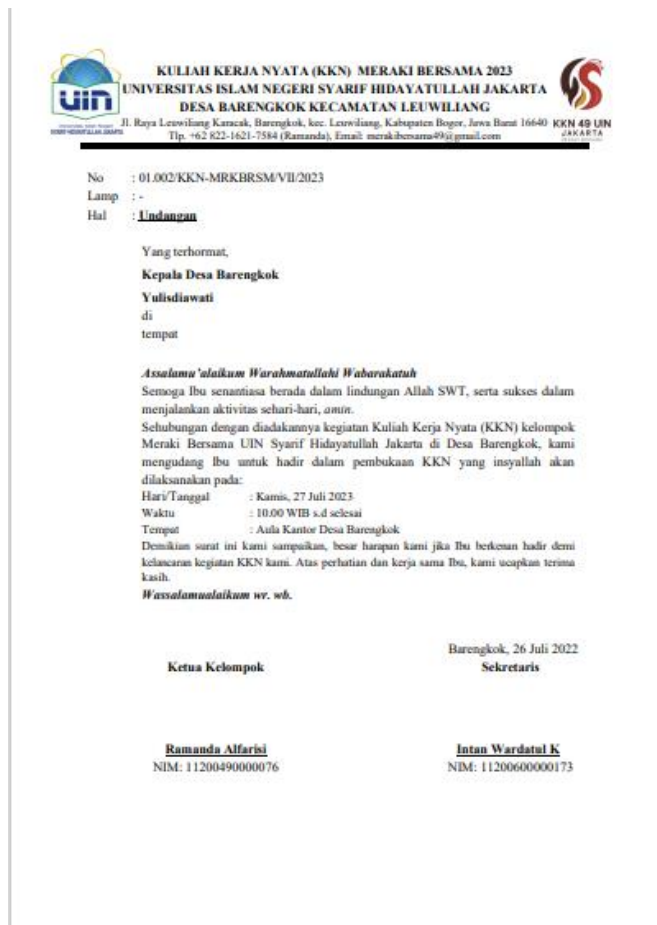 KULIAH KERJA NYATA (KKN) MERAKI BERSAMA 2023
UNIVERSITAS ISLAM NEGERI SYARIF HIDAYATULLAH JAKARTA
DESA BARENGKOK KECAMATAN LEUWILIANG
Jl. Raya Leuwiliang Karacak, Barengkok, kec. Leuwiliang, Kabupaten Bogor, Jawa Barat 16640
Tlp. +62 822-1621-7584 (Ramanda), Email: merakibersama49@gmail.com
UIN
KKN 49 UIN
JAKARTA
No : 01.002/KKN-MRKBRSM/VII/2023
Lamp : -
Hal : Undangan
Yang terhormat,
Kepala Desa Barengkok
Yulisdiawati
di
tempat
Assalamu'alaikum Warahmatullahi Wabarakatuh
Semoga Ibu senantiasa berada dalam lindungan Allah SWT, serta sukses dalam
menjalankan aktivitas sehari-hari, amin.
Sehubungan dengan diadakannya kegiatan Kuliah Kerja Nyata (KKN) kelompok
Meraki Bersama UIN Syarif Hidayatullah Jakarta di Desa Barengkok, kami
mengudang Ibu untuk hadir dalam pembukaan KKN yang insyallah akan
dilaksanakan pada:
Hari/Tanggal : Kamis, 27 Juli 2023
Waktu : 10.00 WIB s.d selesai
Tempat : Aula Kantor Desa Barengkok
Demikian surat ini kami sampaikan, besar harapan kami jika Ibu berkenan hadir demi
kelancaran kegiatan KKN kami. Atas perhatian dan kerja sama Ibu, kami ucapkan terima
kasih.
Wassalamualaikum wr. wb.
Barengkok, 26 Juli 2022
Ketua Kelompok
Sekretaris
Ramanda Alfarisi
NIM: 11200490000076
Intan Wardatul K
NIM: 11200600000173